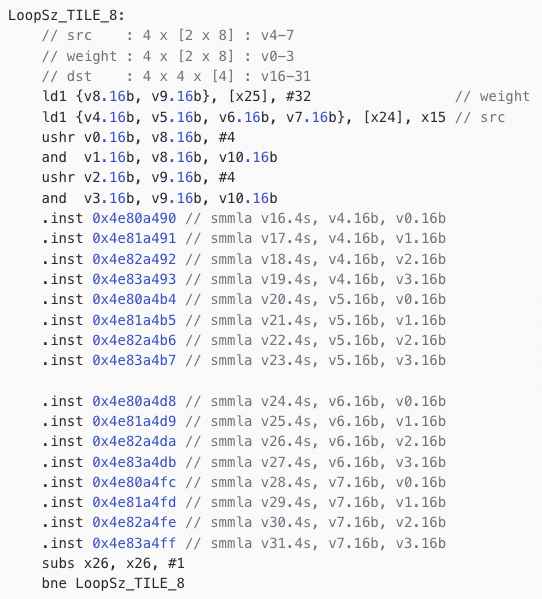 LoopSz_TILE_8:
    // src    : 4 x [2 x 8] : v4-7
    // weight : 4 x [2 x 8] : v0-3
    // dst    : 4 x 4 x [4] : v16-31
    ld1 {v8.16b, v9.16b}, [x25], #32                 // weight
    ld1 {v4.16b, v5.16b, v6.16b, v7.16b}, [x24], x15 // src
    ushr v0.16b, v8.16b, #4
    and  v1.16b, v8.16b, v10.16b
    ushr v2.16b, v9.16b, #4
    and  v3.16b, v9.16b, v10.16b
    .inst 0x4e80a490 // smmla v16.4s, v4.16b, v0.16b
    .inst 0x4e81a491 // smmla v17.4s, v4.16b, v1.16b
    .inst 0x4e82a492 // smmla v18.4s, v4.16b, v2.16b
    .inst 0x4e83a493 // smmla v19.4s, v4.16b, v3.16b
    .inst 0x4e80a4b4 // smmla v20.4s, v5.16b, v0.16b
    .inst 0x4e81a4b5 // smmla v21.4s, v5.16b, v1.16b
    .inst 0x4e82a4b6 // smmla v22.4s, v5.16b, v2.16b
    .inst 0x4e83a4b7 // smmla v23.4s, v5.16b, v3.16b

    .inst 0x4e80a4d8 // smmla v24.4s, v6.16b, v0.16b
    .inst 0x4e81a4d9 // smmla v25.4s, v6.16b, v1.16b
    .inst 0x4e82a4da // smmla v26.4s, v6.16b, v2.16b
    .inst 0x4e83a4db // smmla v27.4s, v6.16b, v3.16b
    .inst 0x4e80a4fc // smmla v28.4s, v7.16b, v0.16b
    .inst 0x4e81a4fd // smmla v29.4s, v7.16b, v1.16b
    .inst 0x4e82a4fe // smmla v30.4s, v7.16b, v2.16b
    .inst 0x4e83a4ff // smmla v31.4s, v7.16b, v3.16b
    subs x26, x26, #1
    bne LoopSz_TILE_8